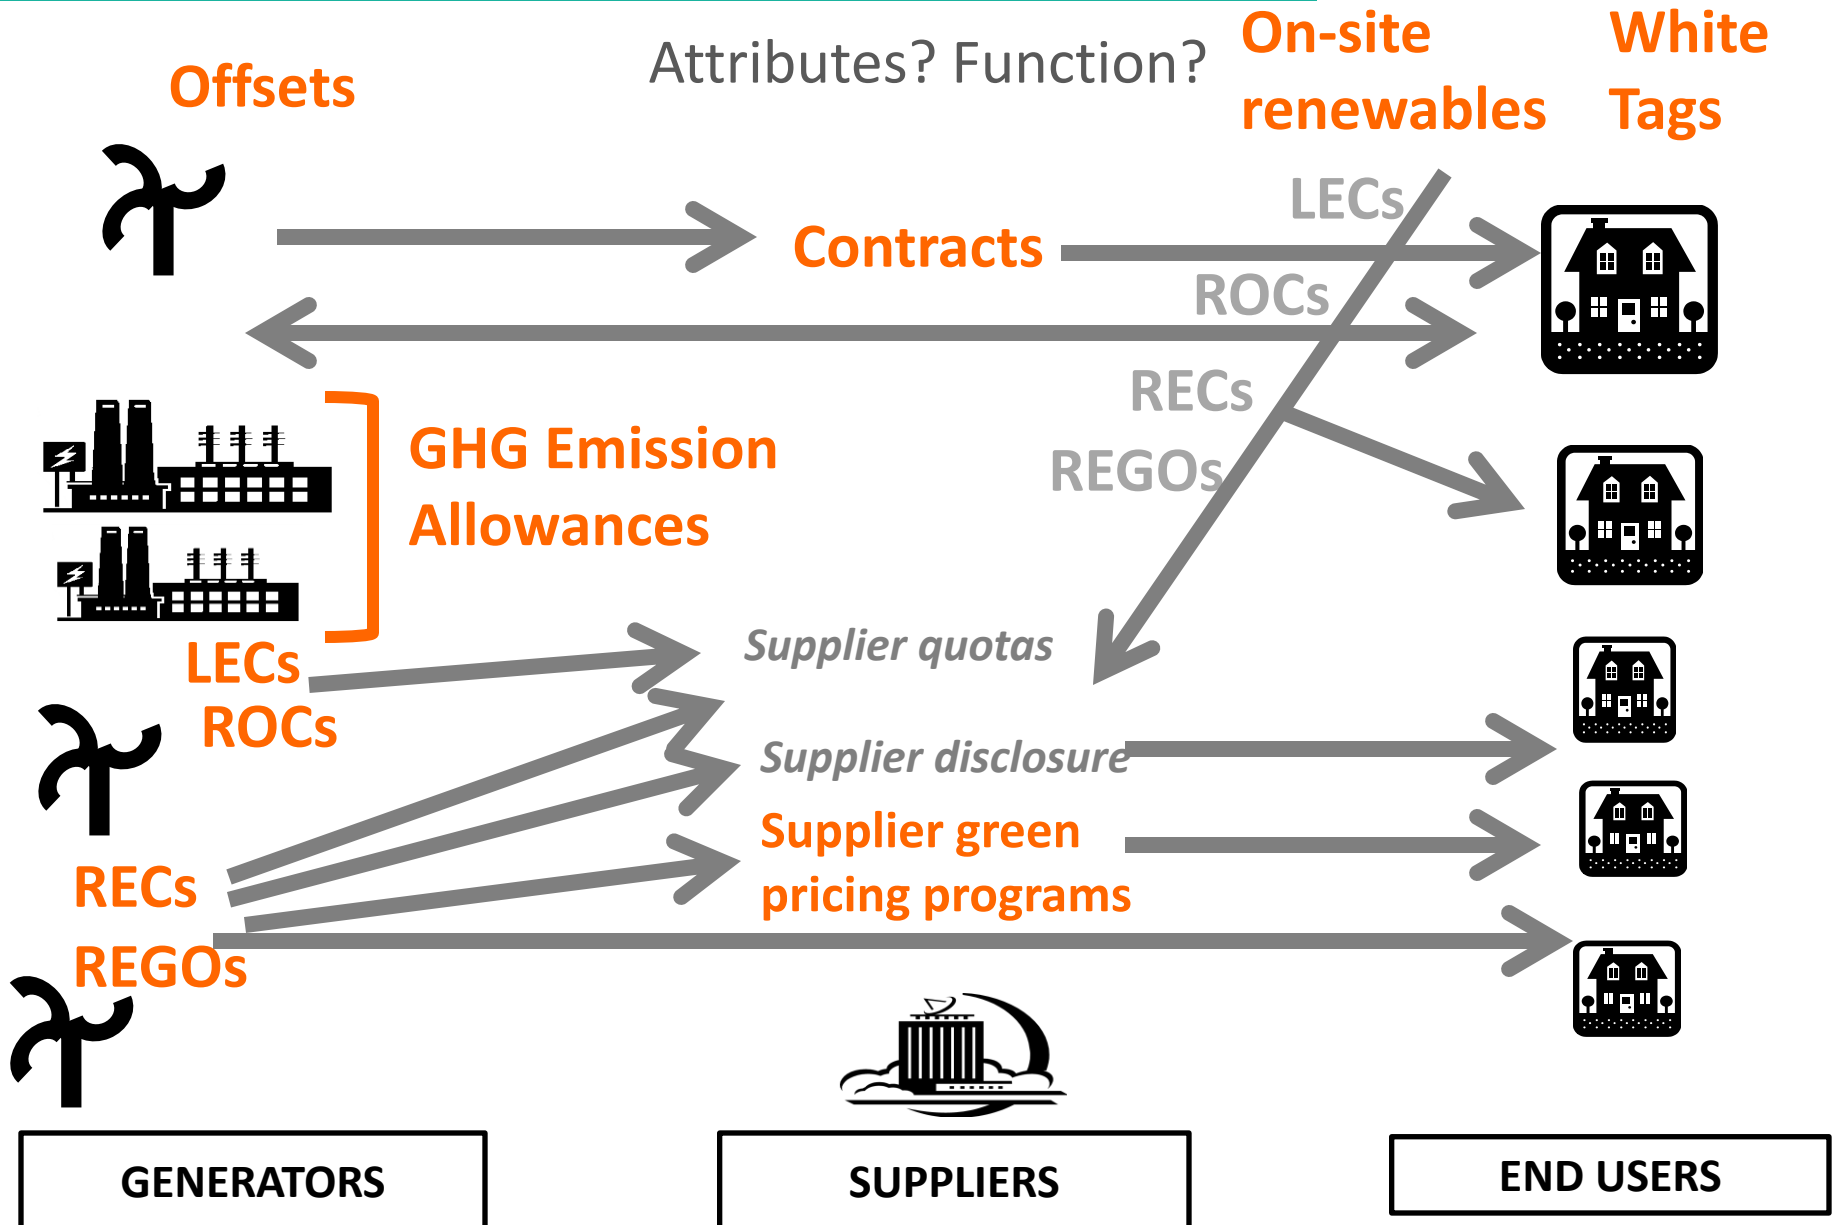 Attributes? Function?
Offsets
On-site
renewables
White
Tags
LECs
Contracts
ROCs
RECs
REGOs
GHG Emission
Allowances
LECs
ROCs
Supplier quotas
Supplier disclosure
Supplier green
pricing programs
RECs
REGOs
GENERATORS
SUPPLIERS
END USERS